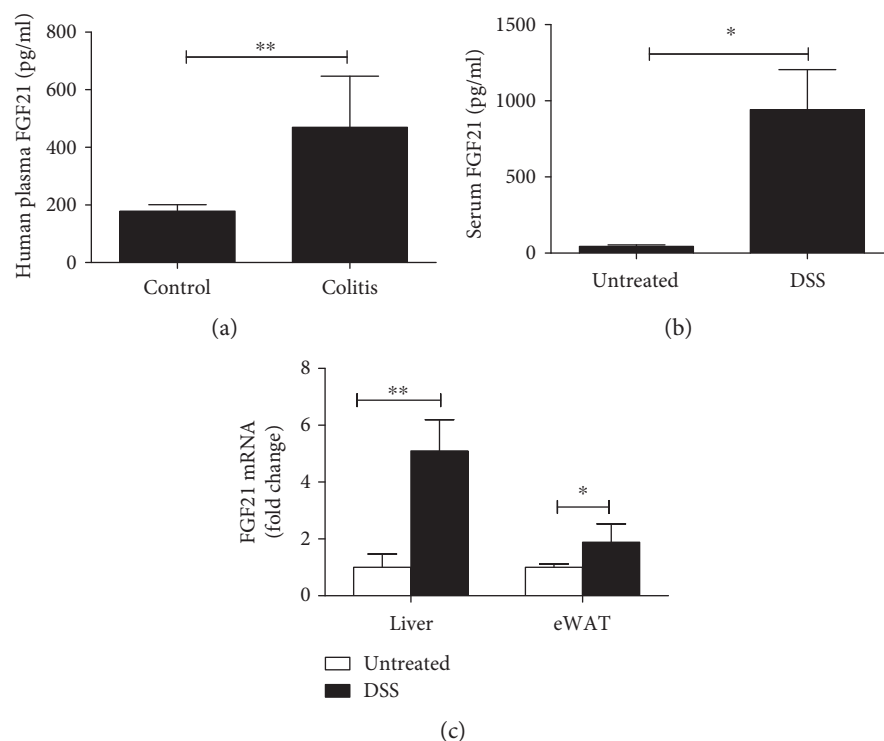 Human plasma FGF21 (pg/ml)
800
600
400
200
0
**
Control Colitis
(a)
Serum FGF21 (pg/ml)
1500
1000
500
0
*
Untreated DSS
(b)
FGF21 mRNA
(fold change)
8
6
4
2
0
**
*
Liver eWAT
Untreated
DSS
(c)